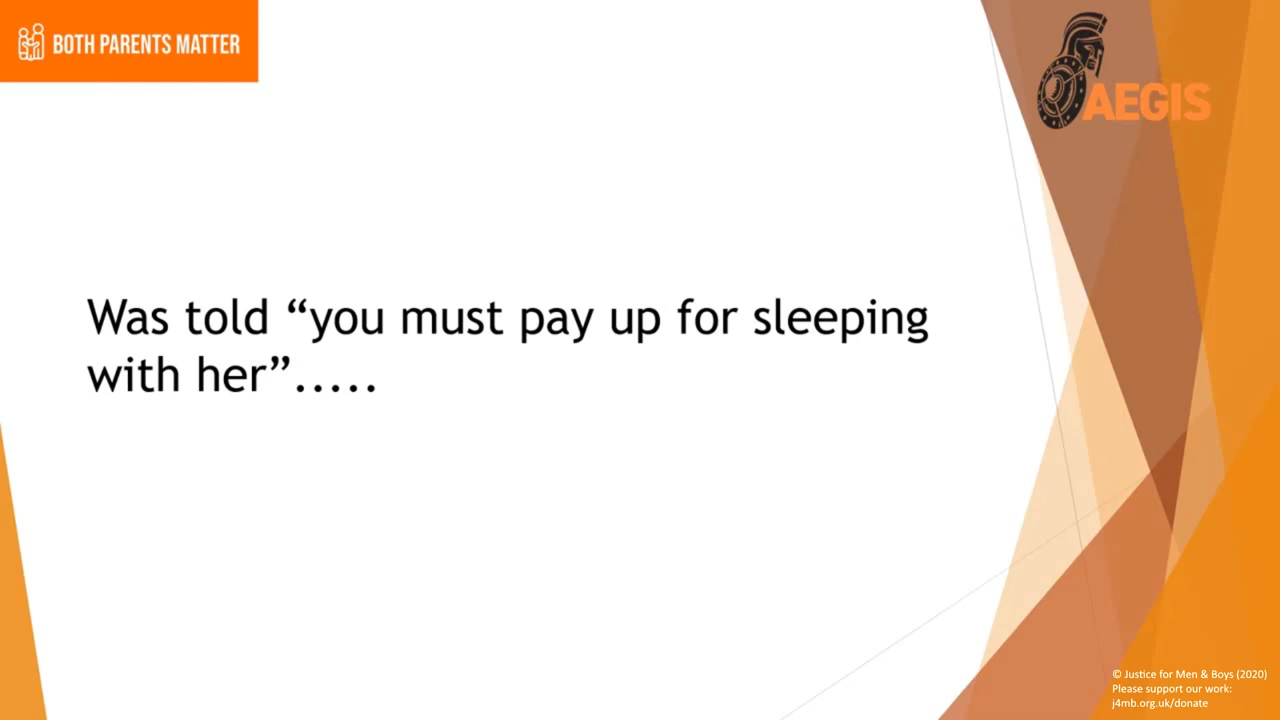 BOTH PARENTS MATTER
AEGIS
Was told “you must pay up for sleeping
with her”.....
© Justice for Men & Boys (2020)
Please support our work:
j4mb.org.uk/donate